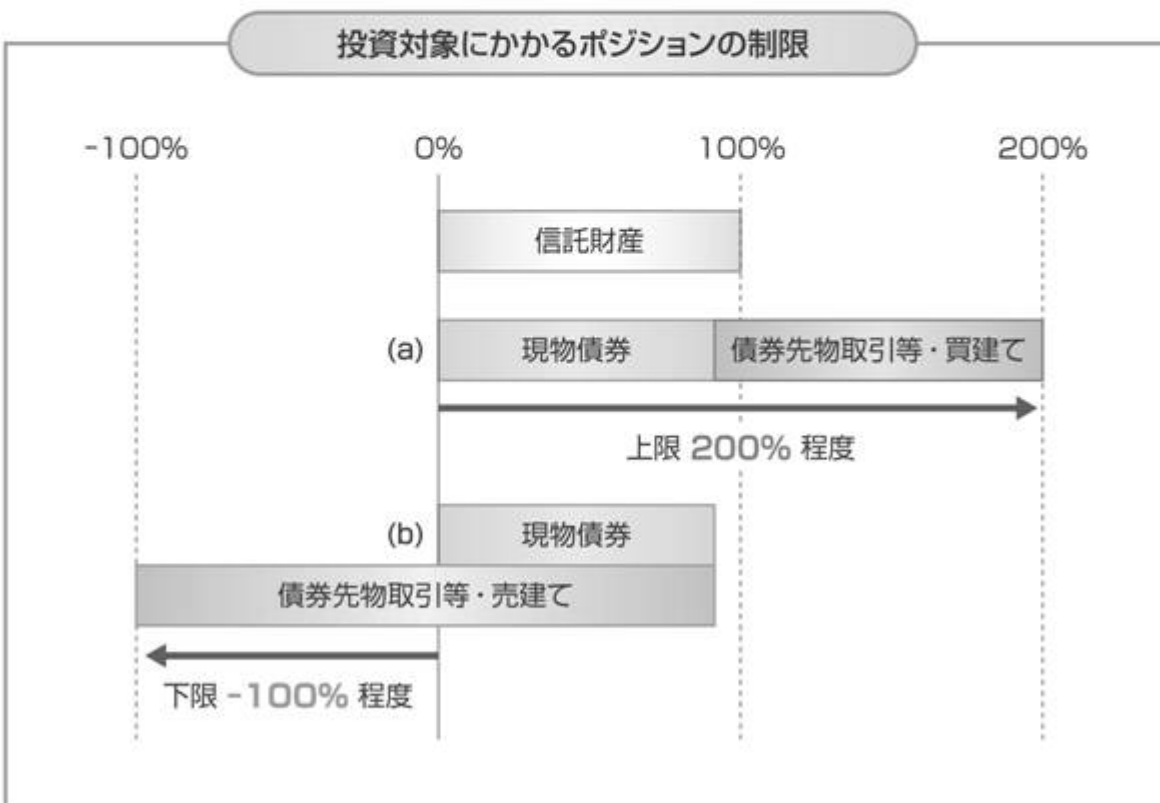 投資対象にかかるポジションの制限
-100% 0% 100% 200%
信託財産
(a) 現物債券 債券先物取引等・買建て
上限 200% 程度
(b) 現物債券
債券先物取引等・売建て
下限 -100% 程度